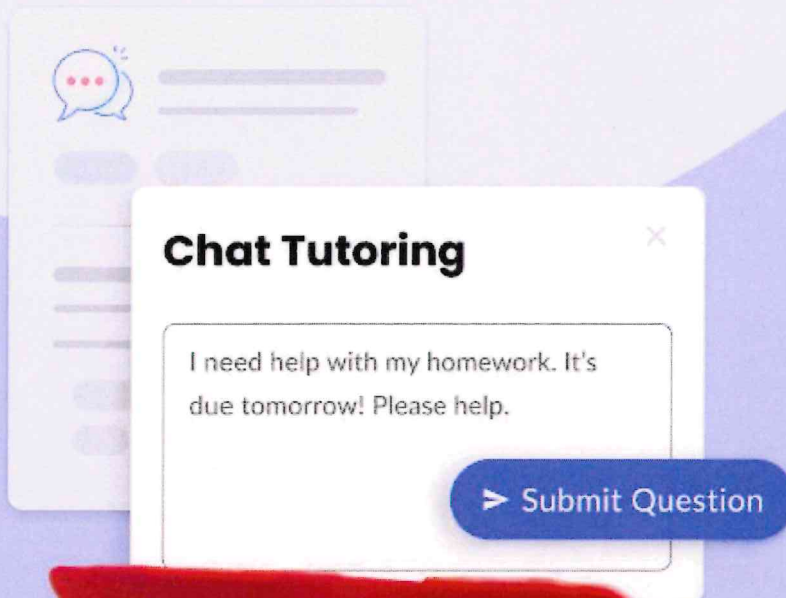 Chat Tutoring
I need help with my homework. It's
due tomorrow! Please help.
Submit Question